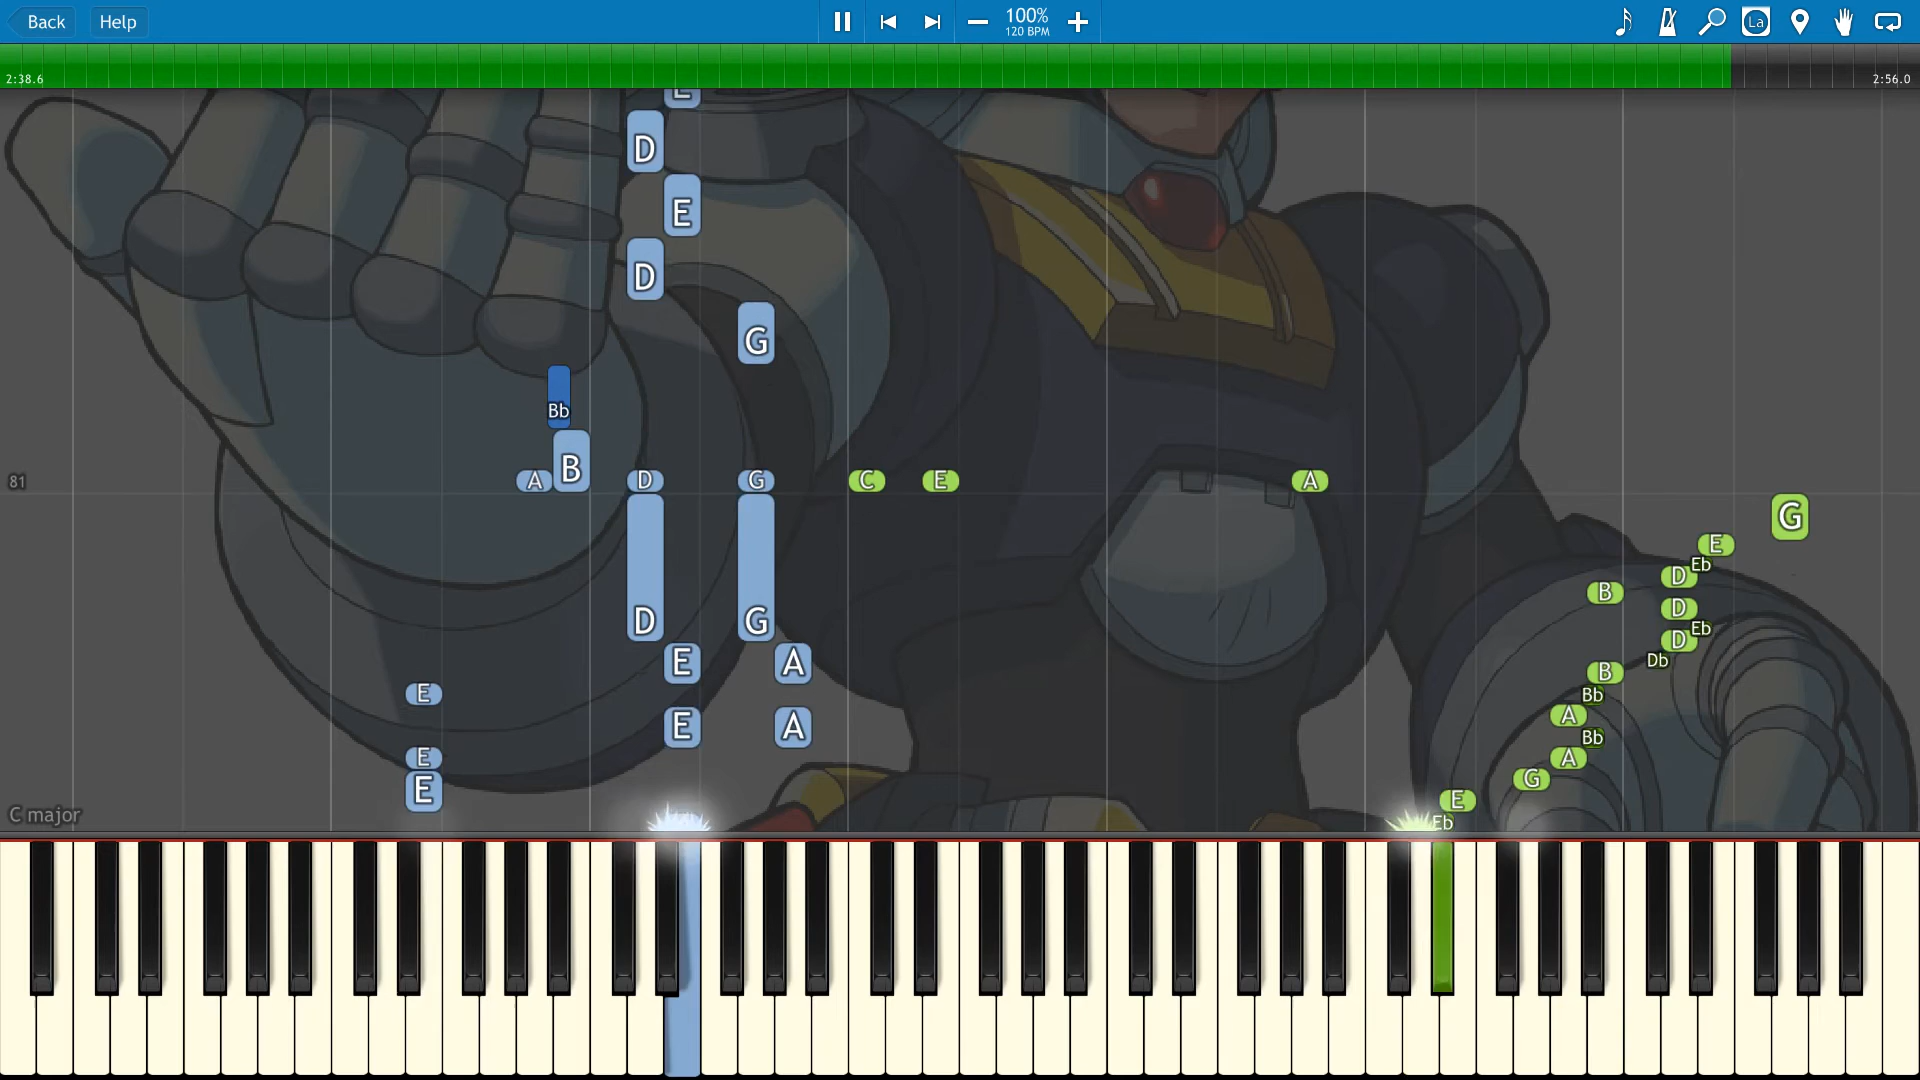 Back Help 100% La
120 BPM
2:38.6 2:56.0
E
D
E
D
G
Bb
B
81 A D G C E A
G
E
Eb
D
B
D
Eb
D G D
Db
E A B
E Bb
A
E A Bb
E A
G
E E
C major Eb